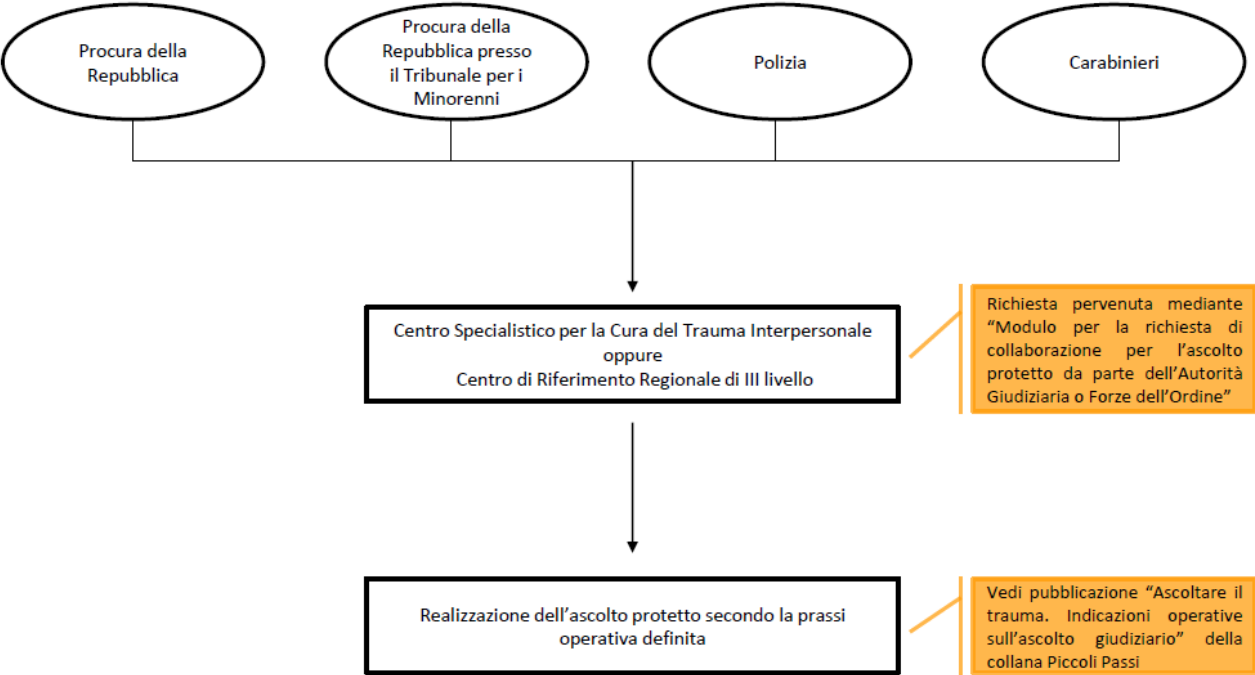 Procura della
Repubblica
Procura della
Repubblica presso
il Tribunale per i
Minorenni
Polizia
Carabinieri
Centro Specialistico per la Cura del Trauma Interpersonale
oppure
Centro di Riferimento Regionale di III livello
Richiesta pervenuta mediante
“Modulo per la richiesta di
collaborazione per l’ascolto
protetto da parte dell’Autorità
Giudiziaria o Forze dell’Ordine”
Realizzazione dell’ascolto protetto secondo la prassi
operativa definita
Vedi pubblicazione “Ascoltare il
trauma. Indicazioni operative
sull’ascolto giudiziario” della
collana Piccoli Passi